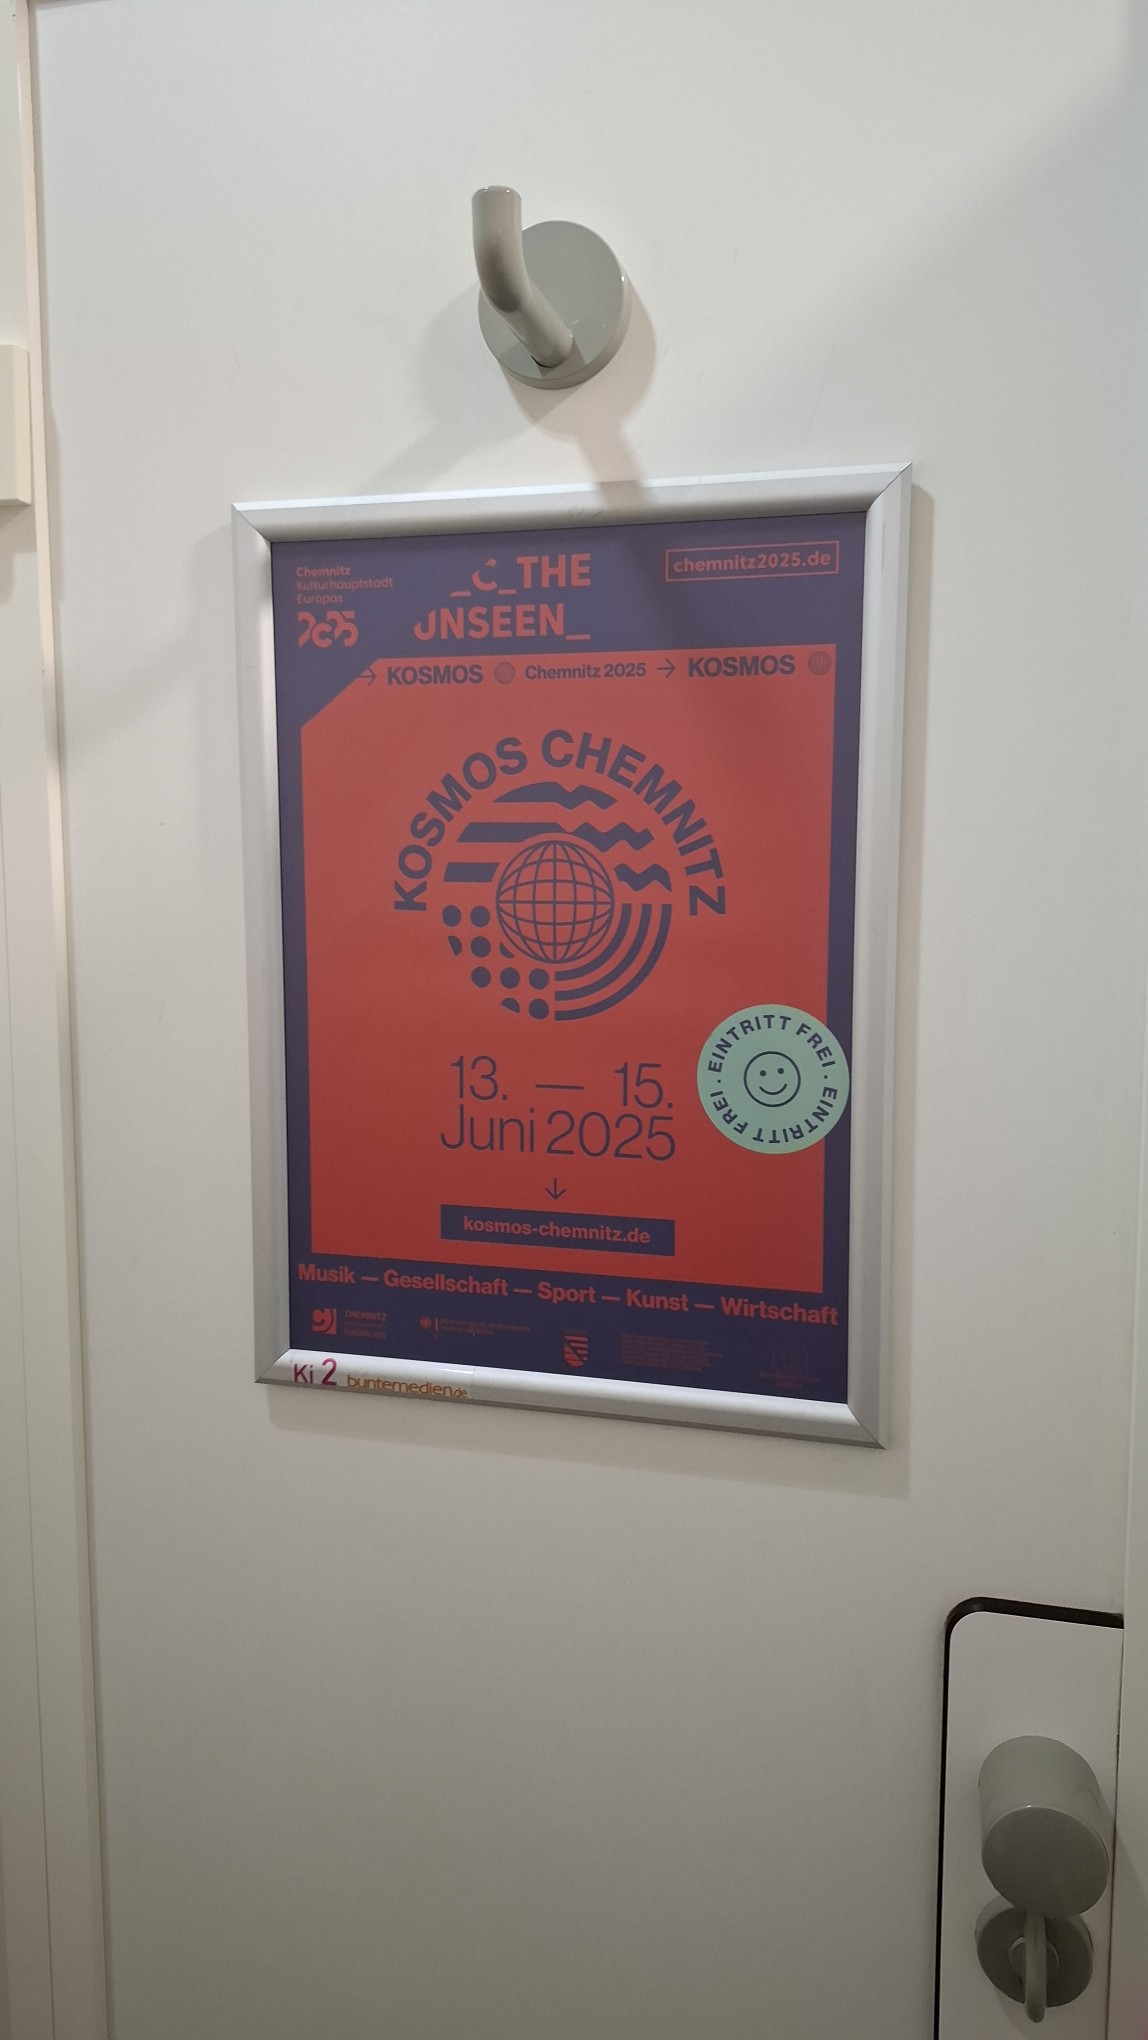 Chemnitz
Kulturhauptstadt
Europas
2025
_C_THE
UNSEEN_
chemnitz2025.de
→ KOSMOS Chemnitz 2025 → KOSMOS
KOSMOS CHEMNITZ
13. — 15.
Juni 2025
EINTRITT FREI · EINTRITT FREI ·
↓
kosmos-chemnitz.de
Musik — Gesellschaft — Sport — Kunst — Wirtschaft
CHEMNITZ
Ki 2 buntemedien.de